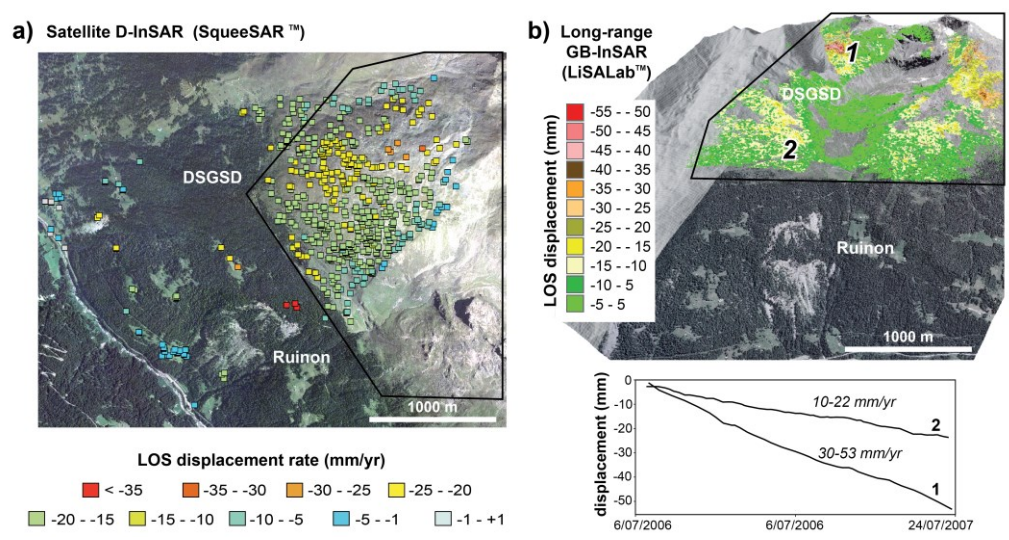 a) Satellite D-InSAR (SqueeSAR ™)
DSGSD
Ruinon
1000 m
LOS displacement rate (mm/yr)
< -35
-35 - -30
-30 - -25
-25 - -20
-20 - -15
-15 - -10
-10 - -5
-5 - -1
-1 - +1
b) Long-range
GB-InSAR
(LiSALab™)
LOS displacement (mm)
-55 - - 50
-50 - - 45
-45 - - 40
-40 - - 35
-35 - - 30
-30 - - 25
-25 - - 20
-20 - - 15
-15 - -10
-10 - 5
-5 - 5
1
DSGSD
2
Ruinon
1000 m
displacement (mm)
0
-10
-20
-30
-40
-50
10-22 mm/yr
2
30-53 mm/yr
1
6/07/2006
6/07/2006
24/07/2007